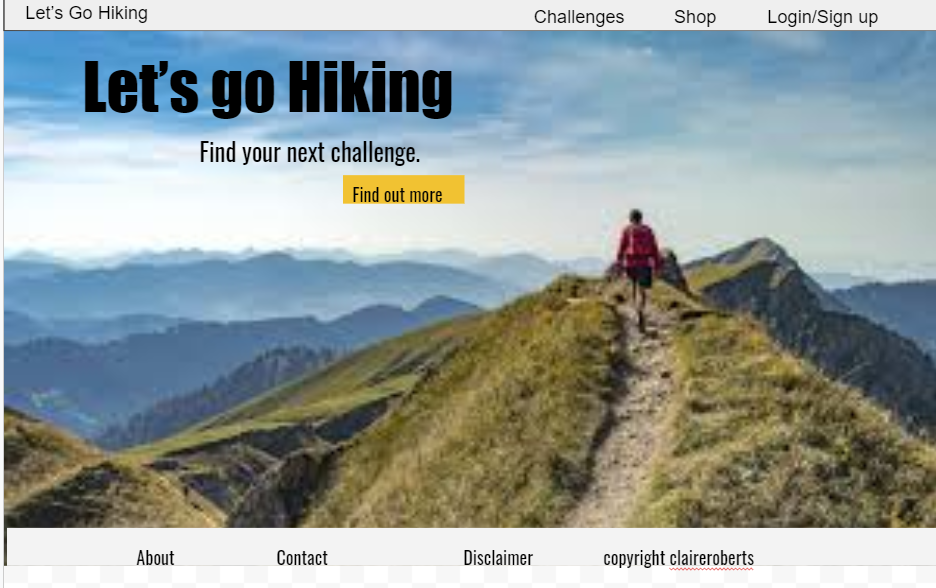 Let's Go Hiking
Challenges Shop Login/Sign up
Let's go Hiking
Find your next challenge.
Find out more
About Contact Disclaimer copyright claireroberts